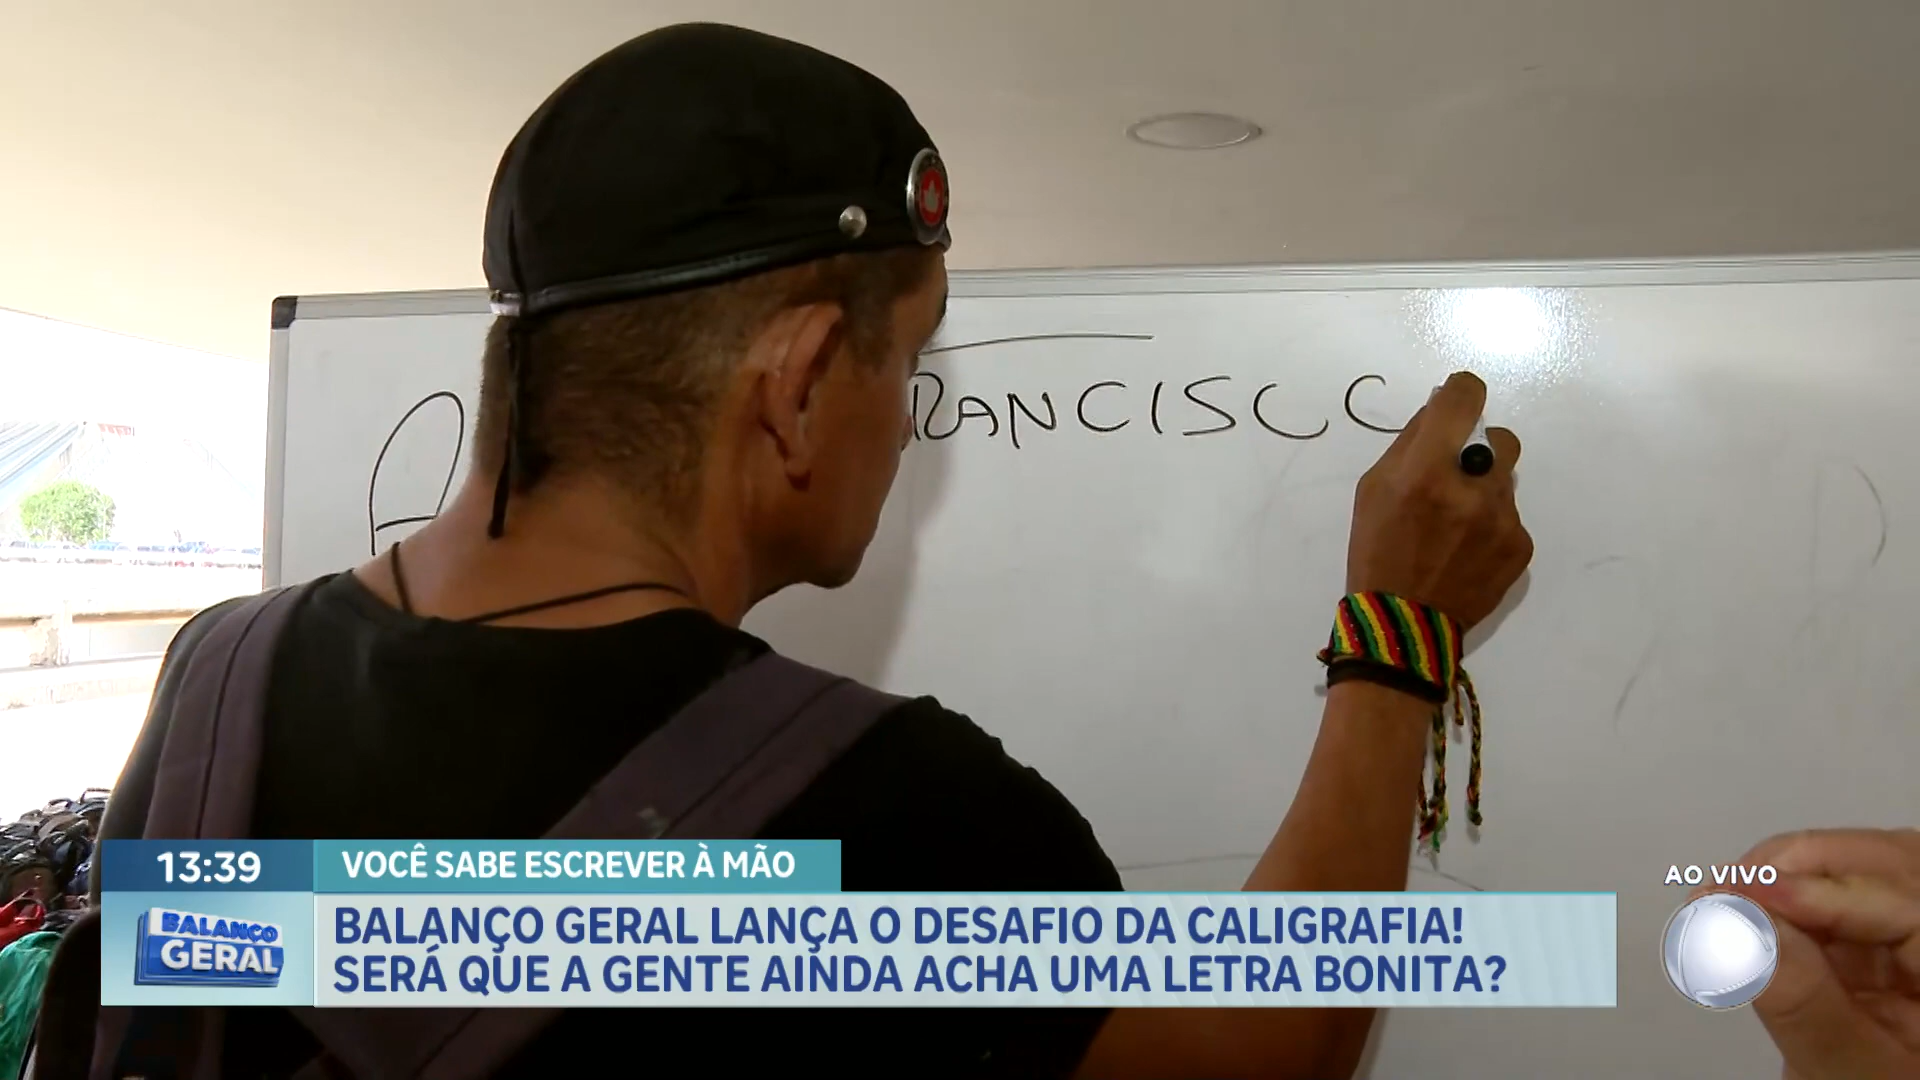 A
RANCISCC
13:39
VOCÊ SABE ESCREVER À MÃO
AO VIVO
BALANÇO GERAL
BALANÇO GERAL LANÇA O DESAFIO DA CALIGRAFIA!
SERÁ QUE A GENTE AINDA ACHA UMA LETRA BONITA?